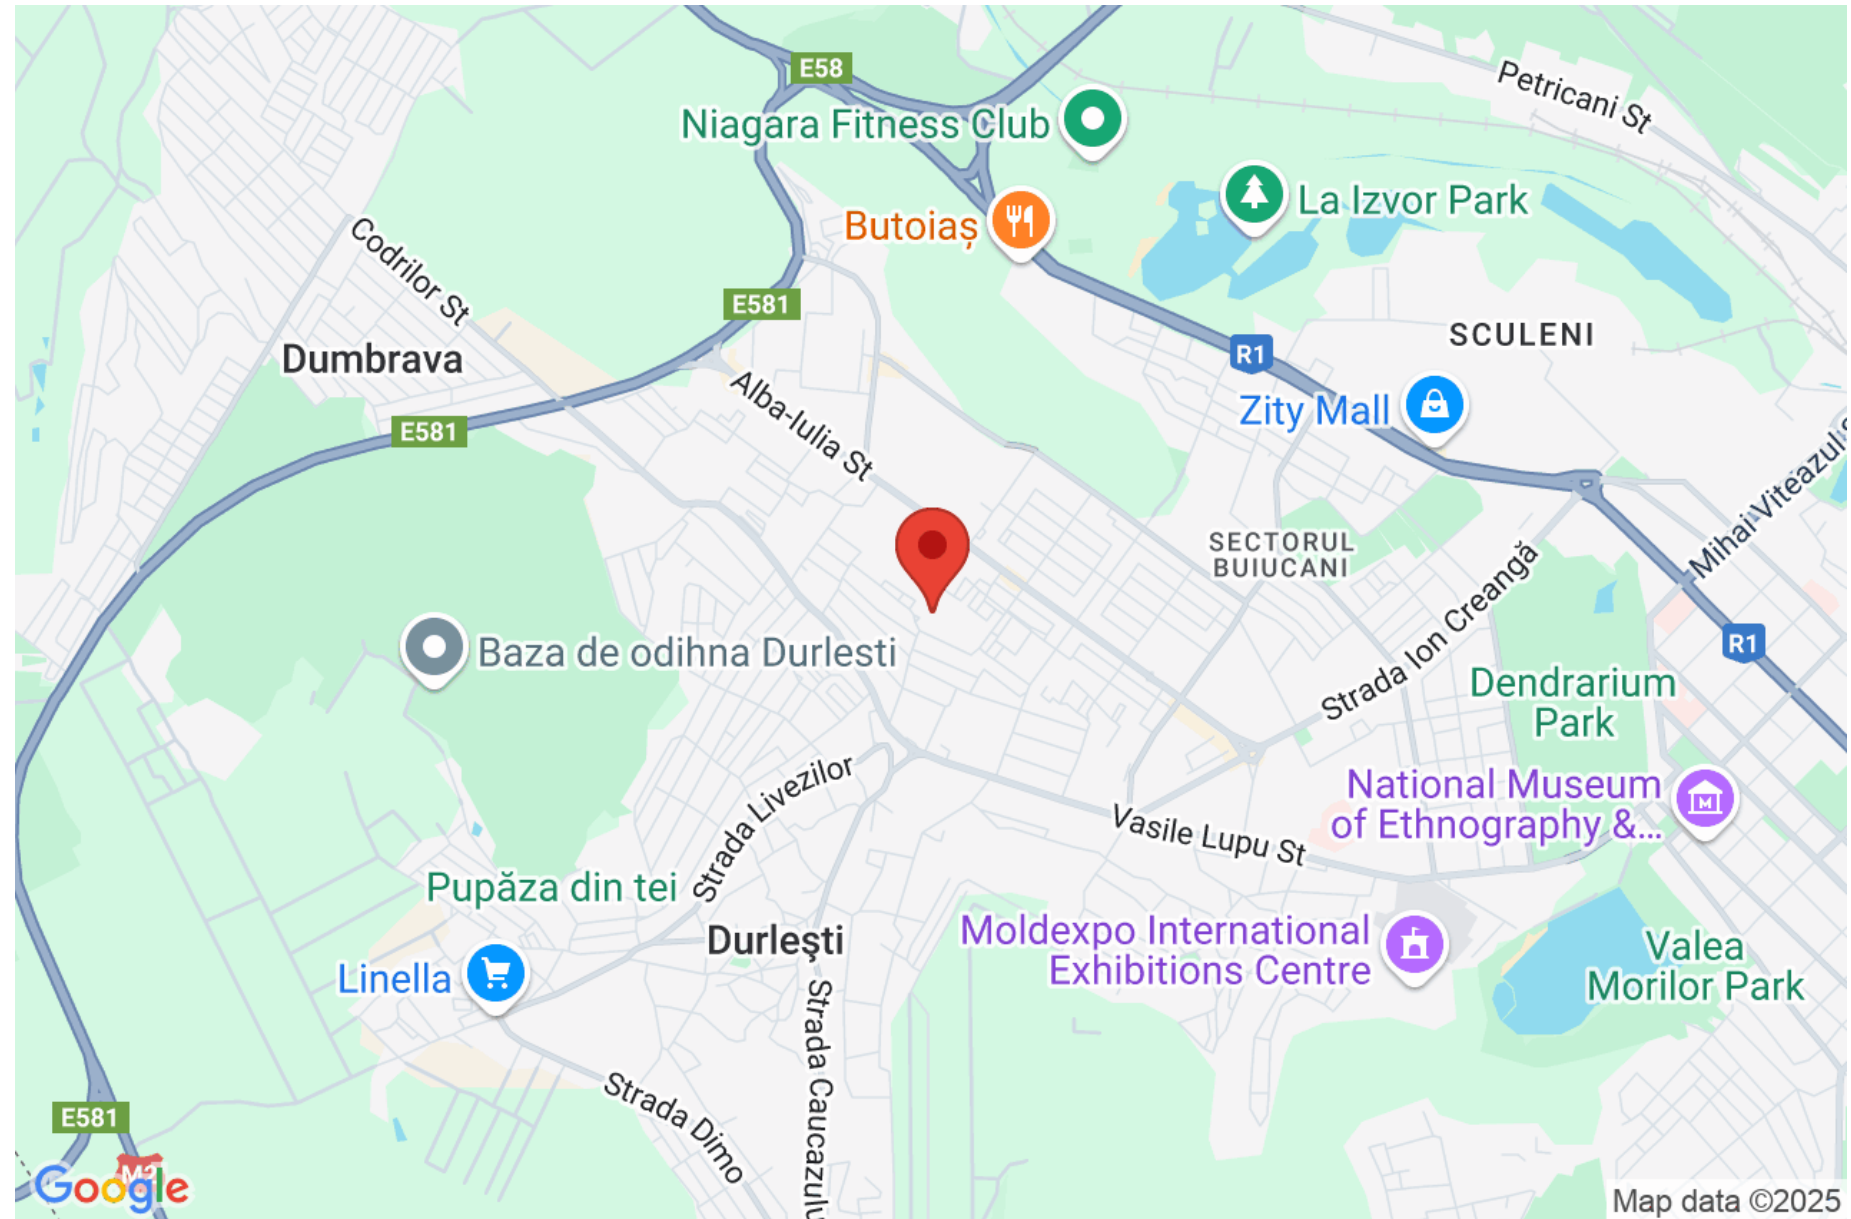 E58
Petricani St
Niagara Fitness Club
La Izvor Park
Butoiaș
Codrilor St
E581
SCULENI
R1
Dumbrava
Alba-Iulia St
Zity Mall
E581
Mihai Viteazul
SECTORUL
BUIUCANI
Strada Ion Creangă
Baza de odihna Durlesti
R1
Dendrarium
Park
Strada Livezilor
National Museum
of Ethnography &...
Vasile Lupu St
Pupăza din tei
Durlești
Moldexpo International
Exhibitions Centre
Valea
Morilor Park
Linella
Strada Caucazulu
Strada Dimo
E581
M2
Google
Map data ©2025